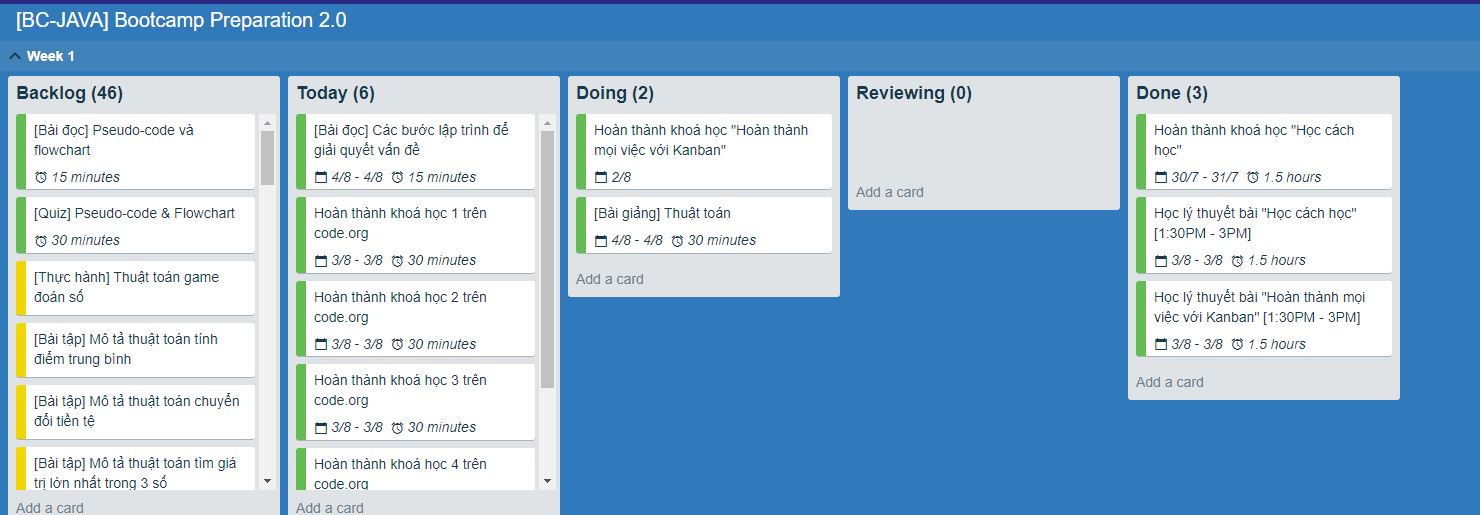 [BC-JAVA] Bootcamp Preparation 2.0
Week 1
Backlog (46)
[Bài đọc] Pseudo-code và
flowchart
15 minutes
[Quiz] Pseudo-code & Flowchart
30 minutes
[Thực hành] Thuật toán game
đoán số
[Bài tập] Mô tả thuật toán tính
điểm trung bình
[Bài tập] Mô tả thuật toán chuyển
đổi tiền tệ
[Bài tập] Mô tả thuật toán tìm giá
trị lớn nhất trong 3 số
Add a card
Today (6)
[Bài đọc] Các bước lập trình để
giải quyết vấn đề
4/8 - 4/8 15 minutes
Hoàn thành khoá học 1 trên
code.org
3/8 - 3/8 30 minutes
Hoàn thành khoá học 2 trên
code.org
3/8 - 3/8 30 minutes
Hoàn thành khoá học 3 trên
code.org
3/8 - 3/8 30 minutes
Hoàn thành khoá học 4 trên
code.org
Add a card
Doing (2)
Hoàn thành khoá học "Hoàn thành
mọi việc với Kanban"
2/8
[Bài giảng] Thuật toán
4/8 - 4/8 30 minutes
Add a card
Reviewing (0)
Add a card
Done (3)
Hoàn thành khoá học "Học cách
học"
30/7 - 31/7 1.5 hours
Học lý thuyết bài "Học cách học"
[1:30PM - 3PM]
3/8 - 3/8 1.5 hours
Học lý thuyết bài "Hoàn thành mọi
việc với Kanban" [1:30PM - 3PM]
3/8 - 3/8 1.5 hours
Add a card